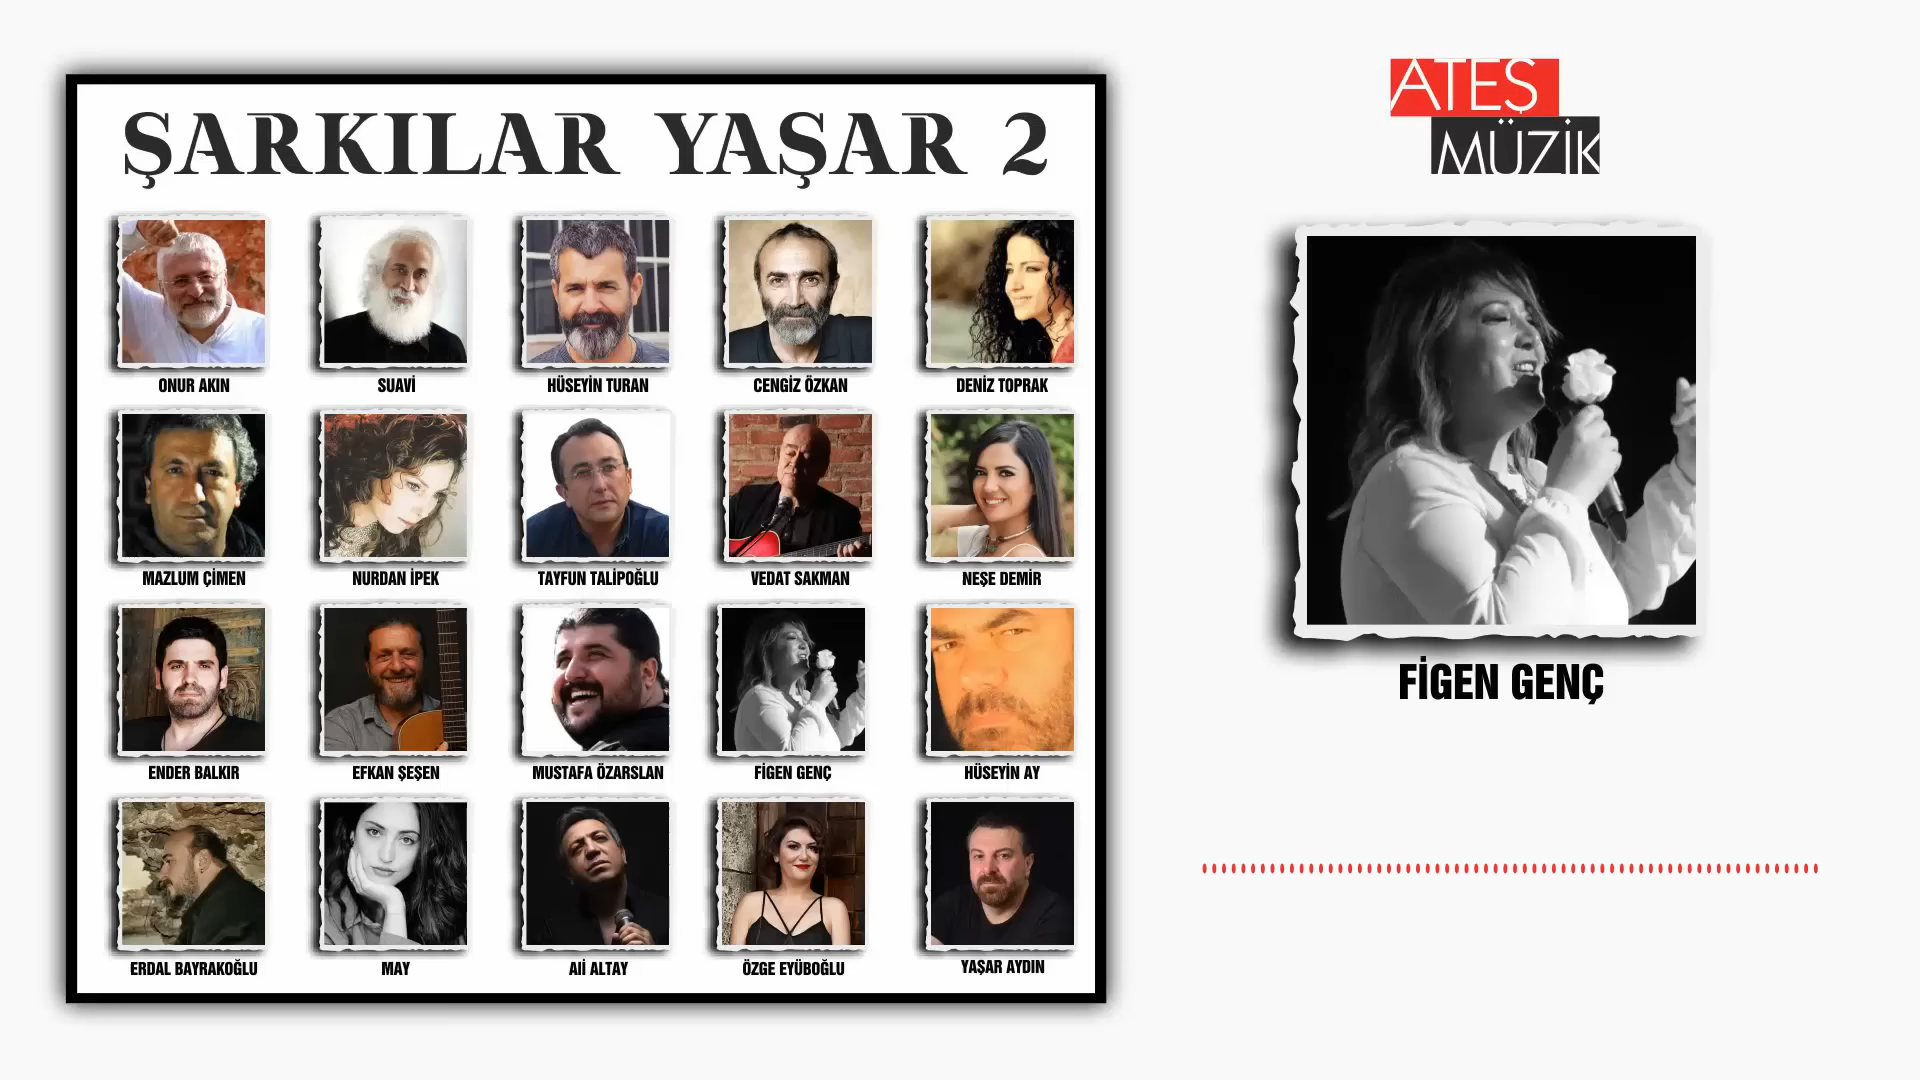 ŞARKILAR YAŞAR 2
ONUR AKIN
SUAVİ
HÜSEYİN TURAN
CENGİZ ÖZKAN
DENİZ TOPRAK
MAZLUM ÇİMEN
NURDAN İPEK
TAYFUN TALİPOĞLU
VEDAT SAKMAN
NEŞE DEMİR
ENDER BALKIR
EFKAN ŞEŞEN
MUSTAFA ÖZARSLAN
FİGEN GENÇ
HÜSEYİN AY
ERDAL BAYRAKOĞLU
MAY
Alİ ALTAY
ÖZGE EYÜBOĞLU
YAŞAR AYDIN
ATEŞ
MÜZİK
FİGEN GENÇ